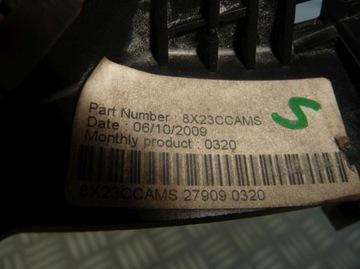 Part Number : 8X23CCAMS
Date : 06/10/2009
Monthly product : 0320
8X23CCAMS 27909 0320
S